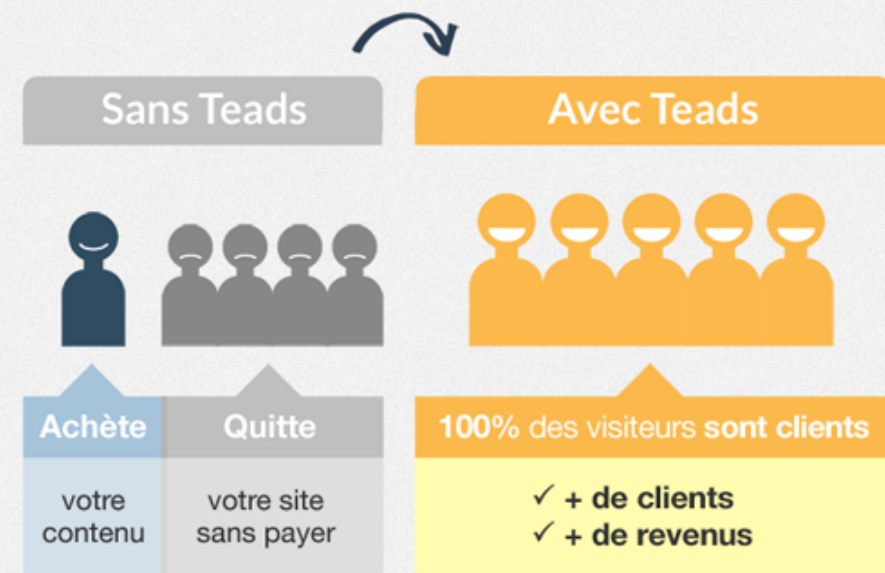 Sans Teads
Avec Teads
Achète
Quitte
100% des visiteurs sont clients
votre
contenu
votre site
sans payer
✓ + de clients
✓ + de revenus